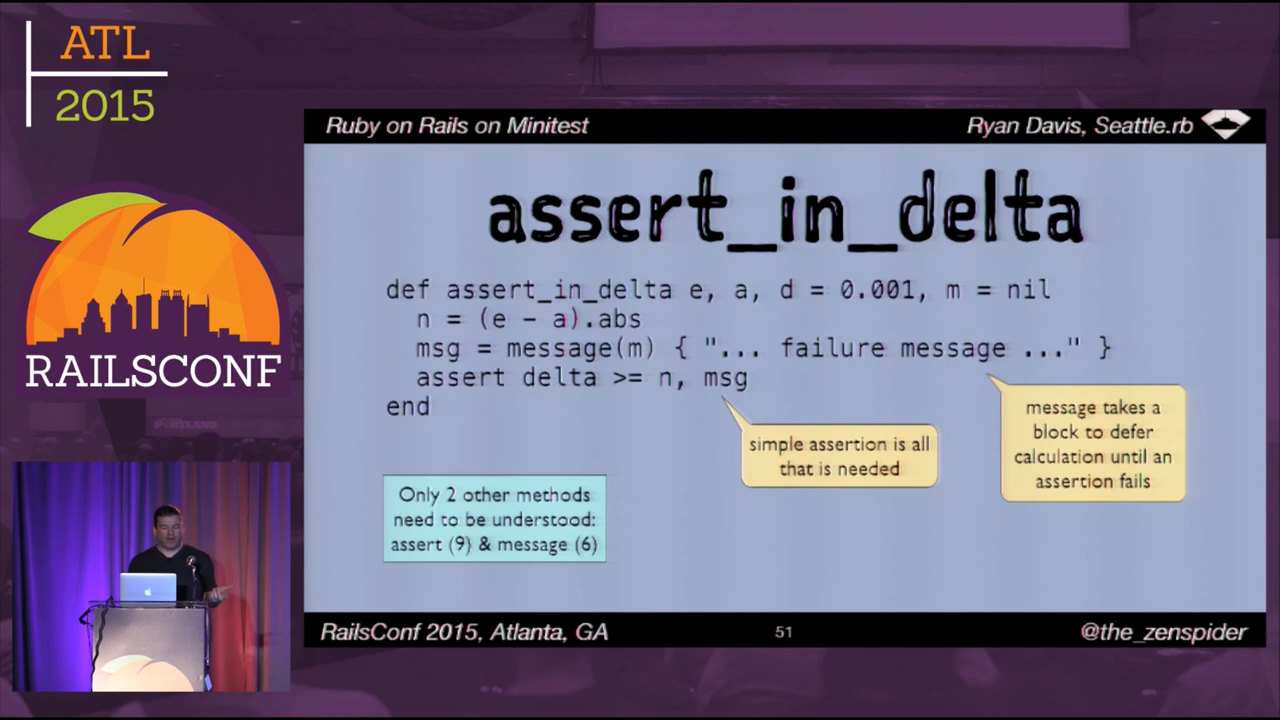 ATL
2015
RAILSCONF
Ruby on Rails on Minitest
Ryan Davis, Seattle.rb
assert_in_delta
def assert_in_delta e, a, d = 0.001, m = nil
n = (e - a).abs
msg = message(m) { "... failure message ..." }
assert delta >= n, msg
end
simple assertion is all
that is needed
message takes a
block to defer
calculation until an
assertion fails
Only 2 other methods
need to be understood:
assert (9) & message (6)
RailsConf 2015, Atlanta, GA
51
@the_zenspider
PORTLAND